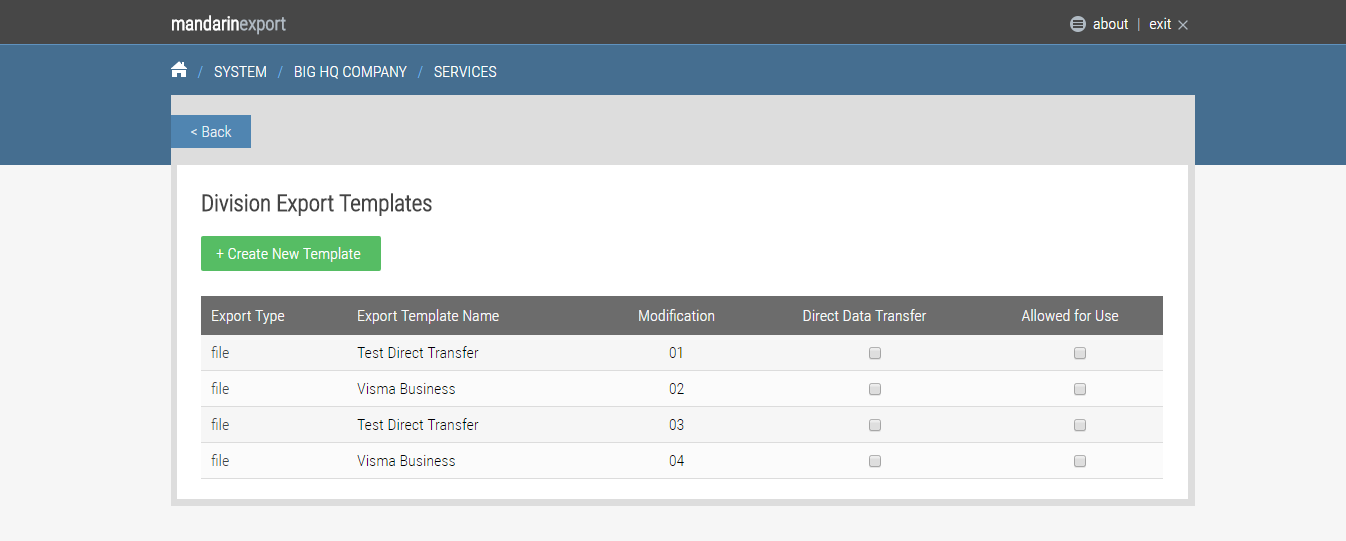 mandarinexport about | exit ×
/ SYSTEM / BIG HQ COMPANY / SERVICES
< Back
Division Export Templates
+ Create New Template
Export Type Export Template Name Modification Direct Data Transfer Allowed for Use
file Test Direct Transfer 01
file Visma Business 02
file Test Direct Transfer 03
file Visma Business 04